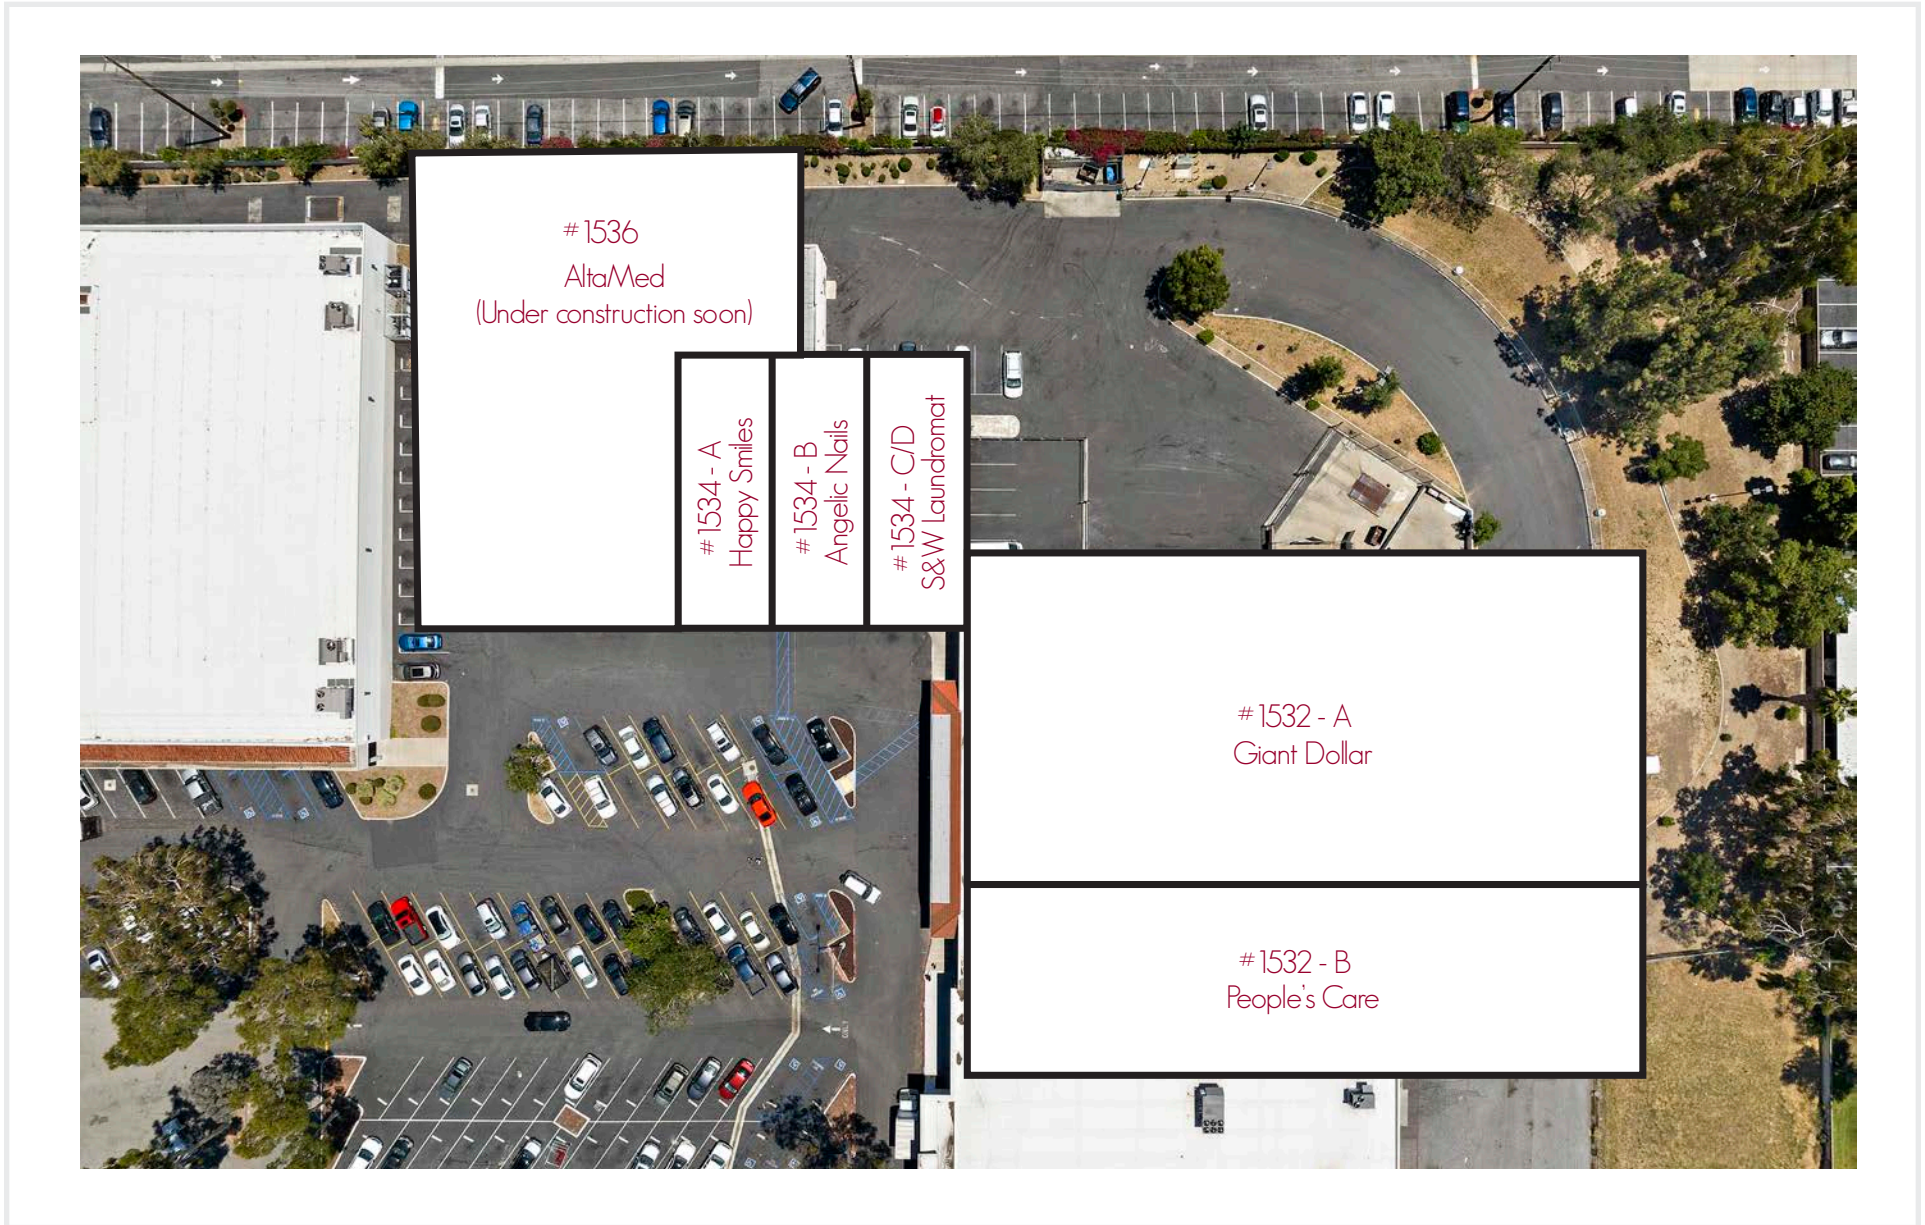 #1536
AltaMed
(Under construction soon)
#1534 - A
Happy Smiles
#1534 - B
Angelic Nails
#1534 - C/D
S&W Laundromat
#1532 - A
Giant Dollar
#1532 - B
People's Care
ONLY